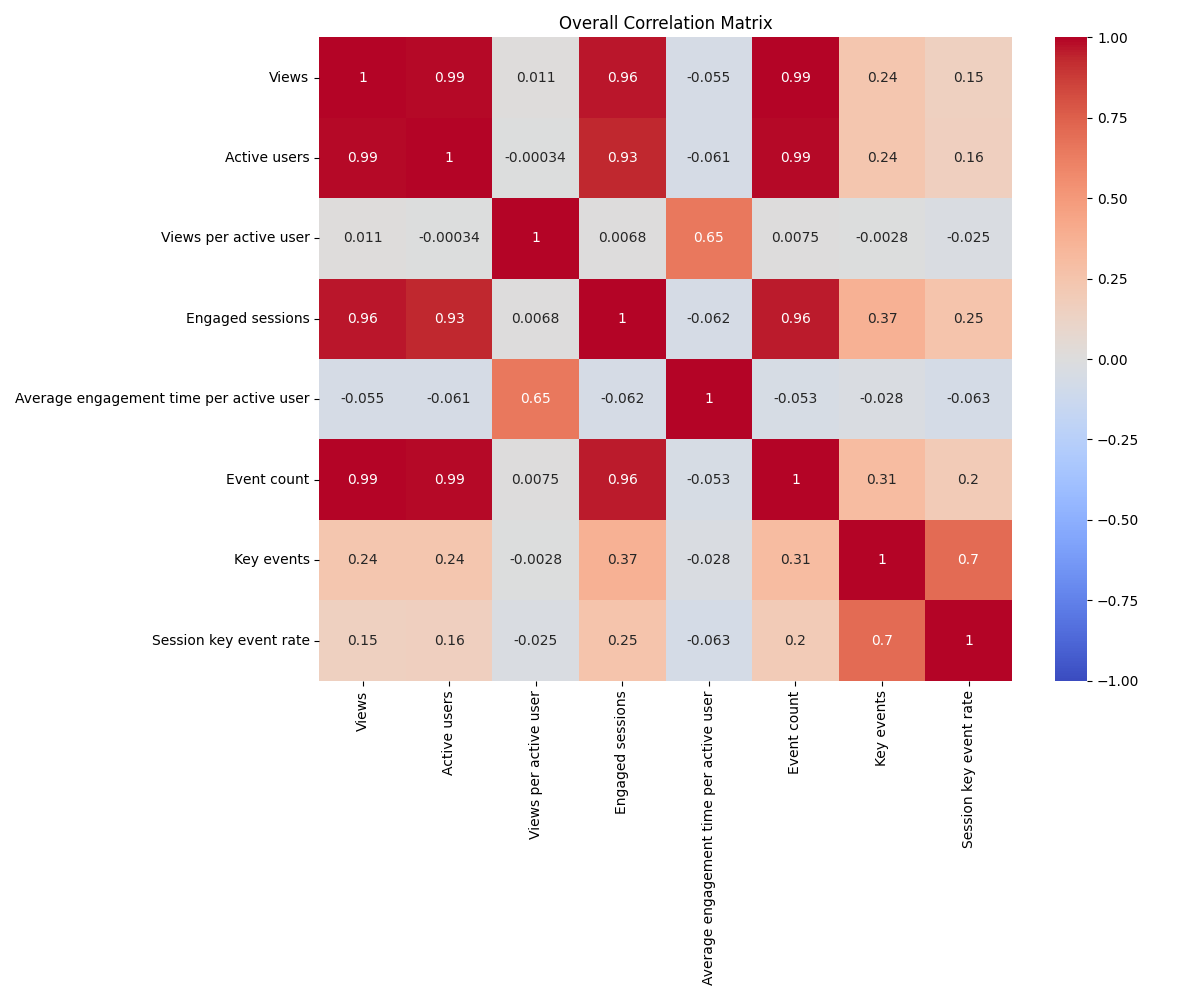 Overall Correlation Matrix
Views 1 0.99 0.011 0.96 -0.055 0.99 0.24 0.15
Active users 0.99 1 -0.00034 0.93 -0.061 0.99 0.24 0.16
Views per active user 0.011 -0.00034 1 0.0068 0.65 0.0075 -0.0028 -0.025
Engaged sessions 0.96 0.93 0.0068 1 -0.062 0.96 0.37 0.25
Average engagement time per active user -0.055 -0.061 0.65 -0.062 1 -0.053 -0.028 -0.063
Event count 0.99 0.99 0.0075 0.96 -0.053 1 0.31 0.2
Key events 0.24 0.24 -0.0028 0.37 -0.028 0.31 1 0.7
Session key event rate 0.15 0.16 -0.025 0.25 -0.063 0.2 0.7 1
Views
Active users
Views per active user
Engaged sessions
Average engagement time per active user
Event count
Key events
Session key event rate
1.00
0.75
0.50
0.25
0.00
−0.25
−0.50
−0.75
−1.00